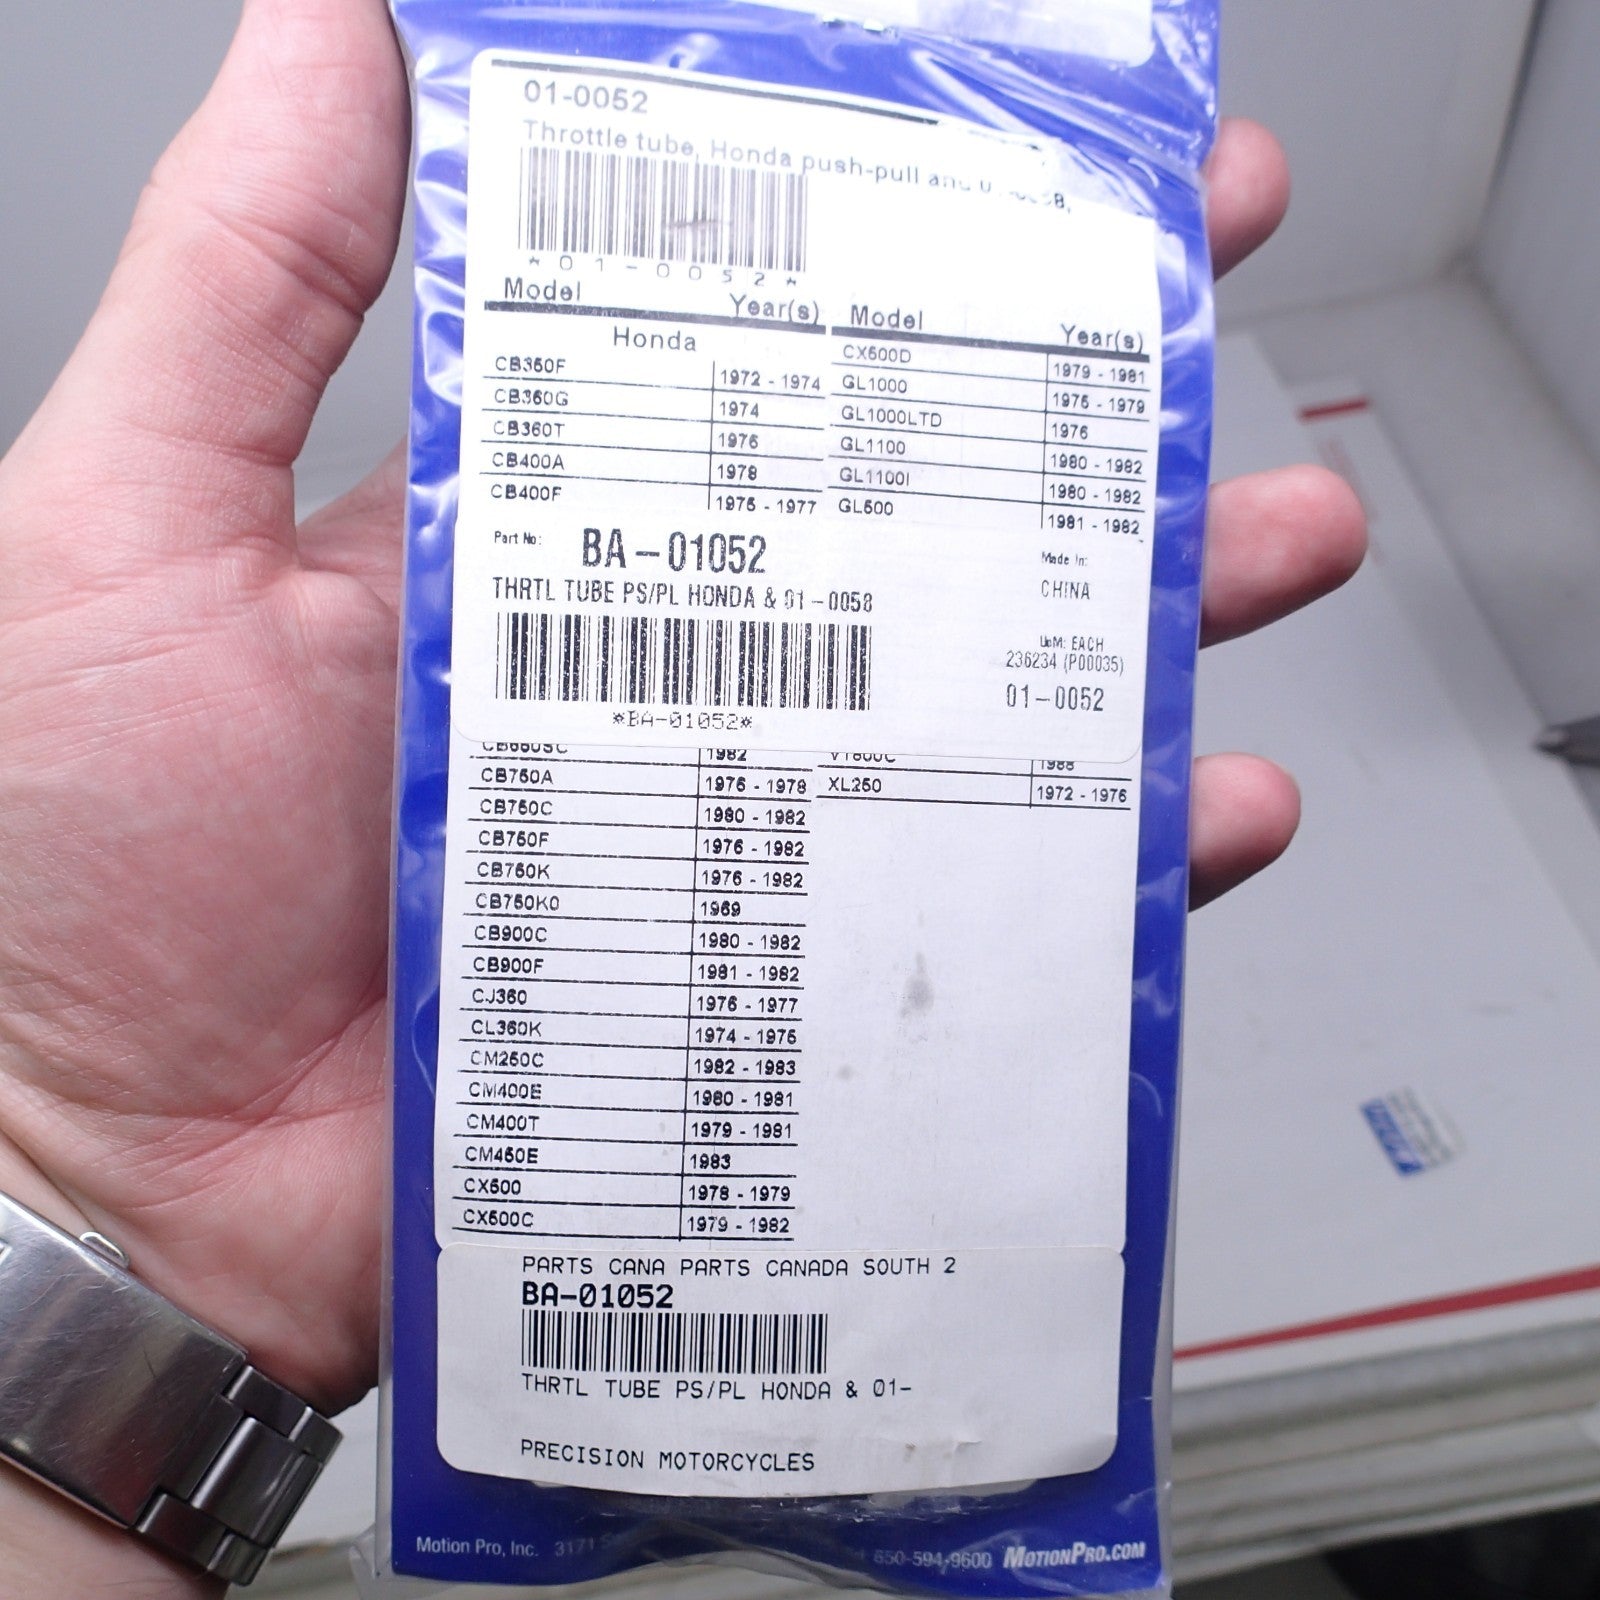 01-0052
Throttle tube, Honda push-pull and
*01-0052*
Model Year(s)
Honda
CB350F 1972 - 1974
CB360G 1974
CB360T 1976
CB400A 1978
CB400F 1975 - 1977
Model Year(s)
CX500D 1979 - 1981
GL1000 1975 - 1979
GL1000LTD 1976
GL1100 1980 - 1982
GL1100I 1980 - 1982
GL500 1981 - 1982
Part No: BA-01052
THRTL TUBE PS/PL HONDA & 01-0058
*BA-01052*
Made In:
CHINA
UoM: EACH
236234 (P00035)
01-0052
CB650SC 1982
CB750A 1976 - 1978
CB750C 1980 - 1982
CB750F 1976 - 1982
CB750K 1976 - 1982
CB750K0 1969
CB900C 1980 - 1982
CB900F 1981 - 1982
CJ360 1976 - 1977
CL360K 1974 - 1975
CM250C 1982 - 1983
CM400E 1980 - 1981
CM400T 1979 - 1981
CM450E 1983
CX500 1978 - 1979
CX500C 1979 - 1982
1988
XL250 1972 - 1976
PARTS CANA PARTS CANADA SOUTH 2
BA-01052
THRTL TUBE PS/PL HONDA & 01-
PRECISION MOTORCYCLES
Motion Pro, Inc. 3171 650-594-9600 MOTIONPRO.COM